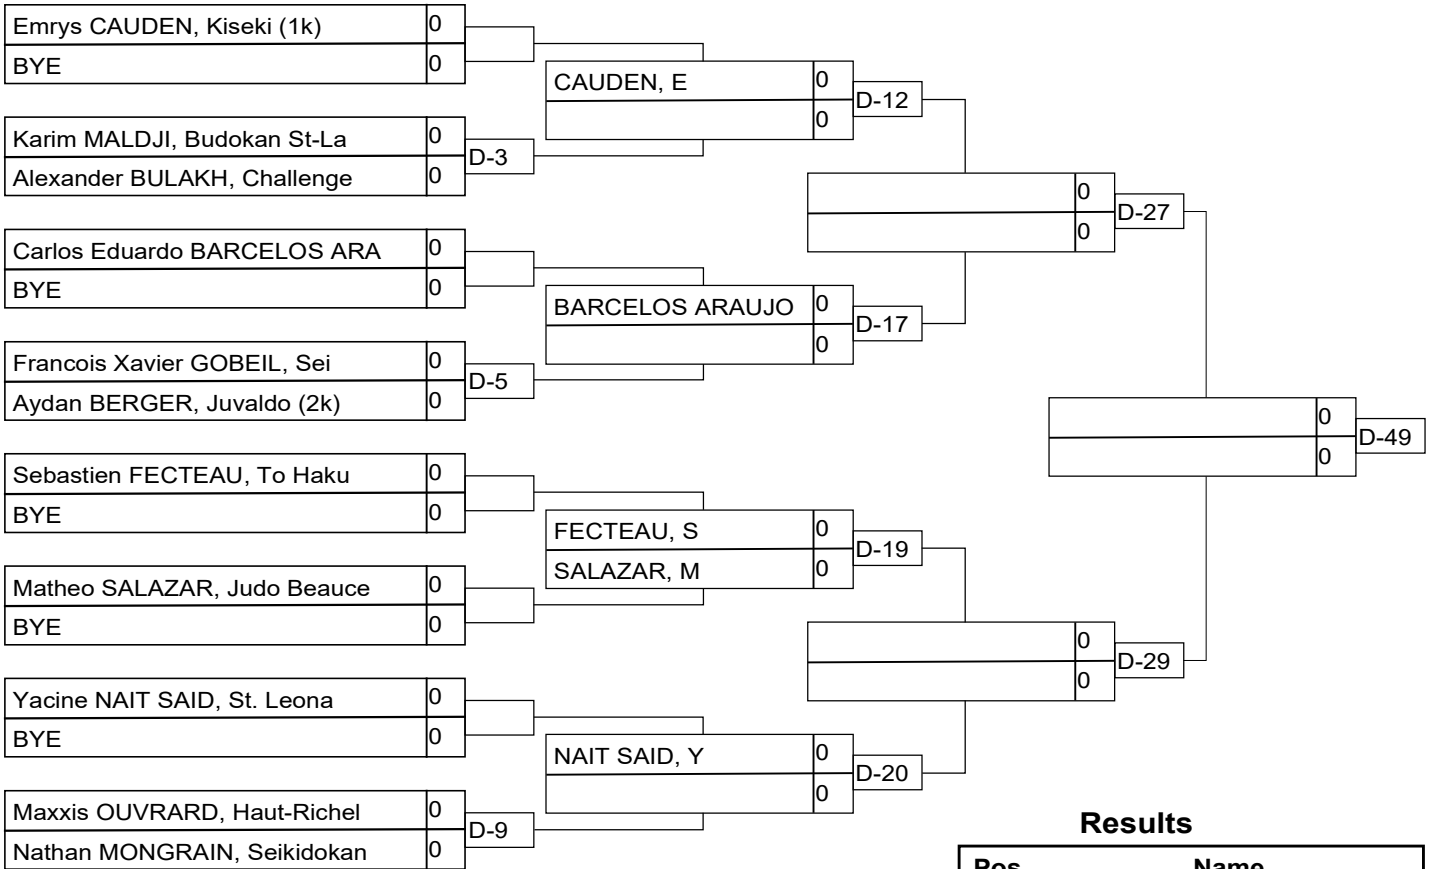 Emrys CAUDEN, Kiseki (1k) 0
BYE 0
Karim MALDJI, Budokan St-La 0
Alexander BULAKH, Challenge 0
D-3
Carlos Eduardo BARCELOS ARA 0
BYE 0
Francois Xavier GOBEIL, Sei 0
Aydan BERGER, Juvaldo (2k) 0
D-5
Sebastien FECTEAU, To Haku 0
BYE 0
Matheo SALAZAR, Judo Beauce 0
BYE 0
Yacine NAIT SAID, St. Leona 0
BYE 0
Maxxis OUVRARD, Haut-Richel 0
Nathan MONGRAIN, Seikidokan 0
D-9
CAUDEN, E 0
0
D-12
BARCELOS ARAUJO 0
0
D-17
FECTEAU, S 0
SALAZAR, M 0
D-19
NAIT SAID, Y 0
0
D-20
0
0
D-27
0
0
D-29
0
0
D-49
Results
Pos Name